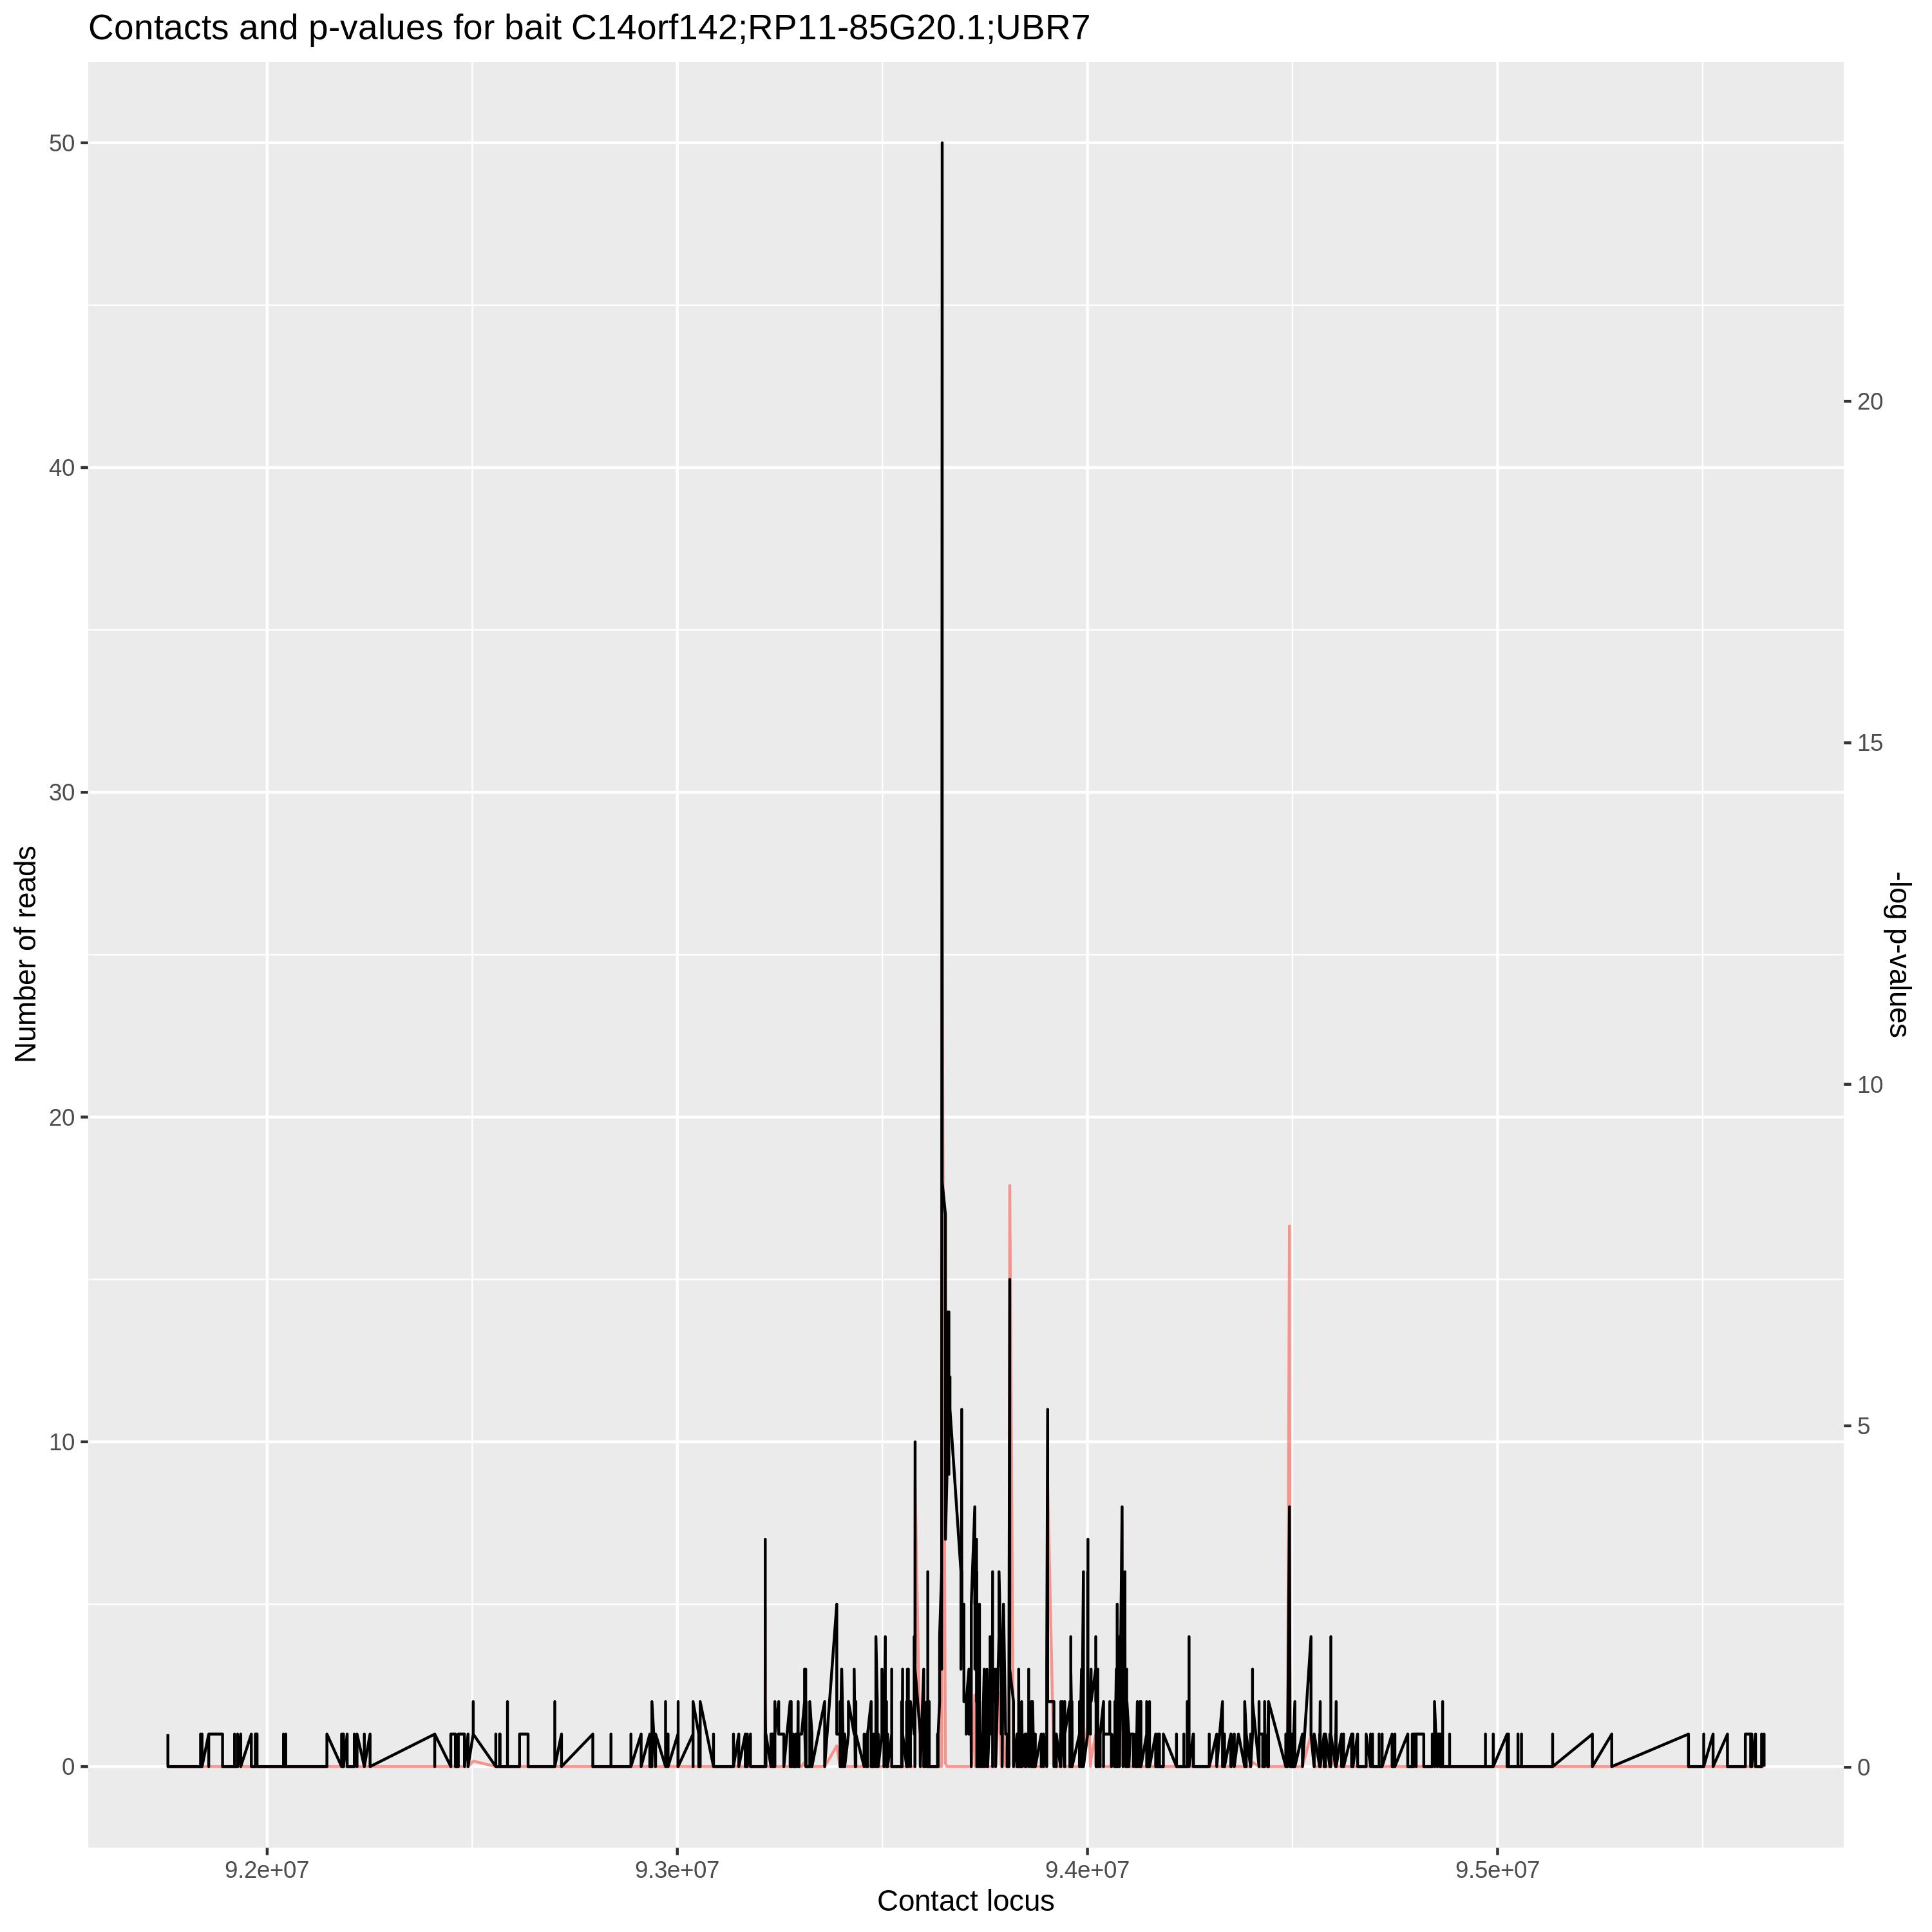 Contacts and p-values for bait C14orf142;RP11-85G20.1;UBR7
50
40
30
20
10
0
Number of reads
20
15
10
5
0
-log p-values
9.2e+07 9.3e+07 9.4e+07 9.5e+07
Contact locus